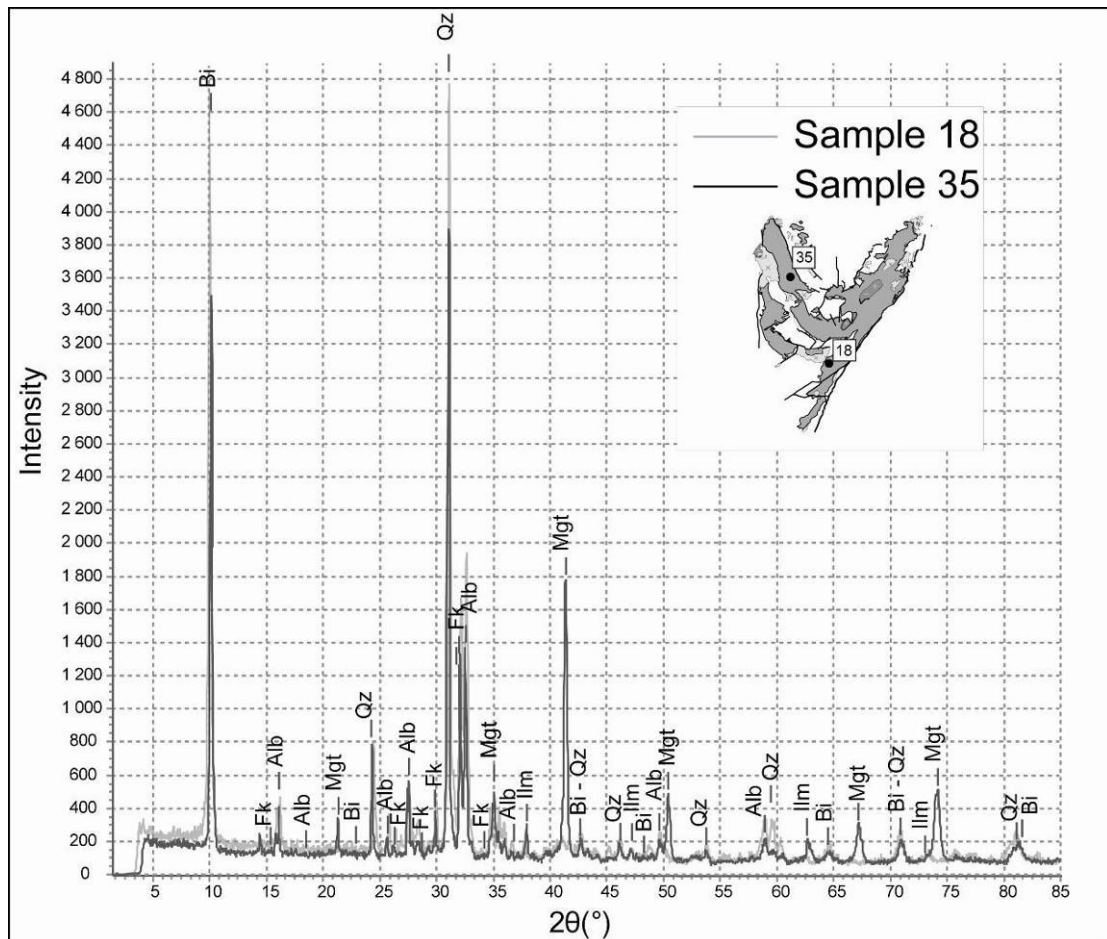 Qz
4 800
Bi
4 600
4 400
4 200
4 000
3 800
3 600
3 400
3 200
3 000
2 800
2 600
2 400
2 200
2 000
1 800
1 600
1 400
1 200
1 000
800
600
400
200
0
Intensity
Sample 18
Sample 35
35
18
Fk
Alb
Alb
Mgt
Bi
Qz
Alb
Fk
Alb
Fk
Fk
Fk
Alb
Fk
Mgt
Alb
Ilm
Mgt
Bi - Qz
Qz
Ilm
Bi
Alb
Mgt
Qz
Alb
Qz
Ilm
Bi
Mgt
Bi - Qz
Ilm
Mgt
Qz
Bi
5 10 15 20 25 30 35 40 45 50 55 60 65 70 75 80 85
2θ(°)